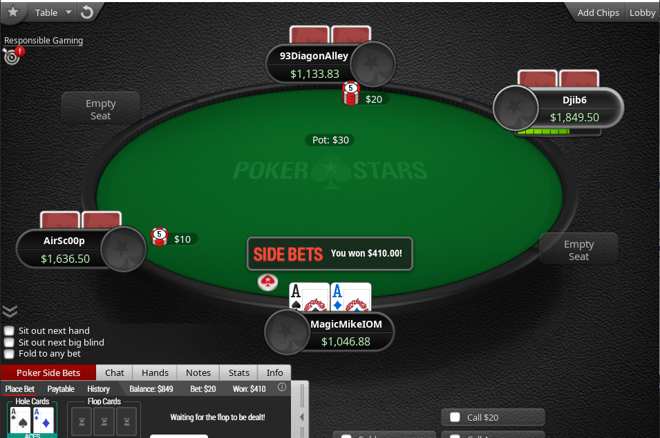 Table
Add Chips
Lobby
Responsible Gaming
93DiagonAlley
$1,133.83
5
$20
Empty
Seat
Djib6
$1,849.50
Pot: $30
POKER STARS
AirSc00p
$1,636.50
5
$10
SIDE BETS You won $410.00!
Empty
Seat
A A
MagicMikeIOM
$1,046.88
Sit out next hand
Sit out next big blind
Fold to any bet
Poker Side Bets Chat Hands Notes Stats Info
Place Bet Paytable History Balance: $849 Bet: $20 Won: $410
Hole Cards Flop Cards
A A
Waiting for the flop to be dealt!
ACES
Call $20